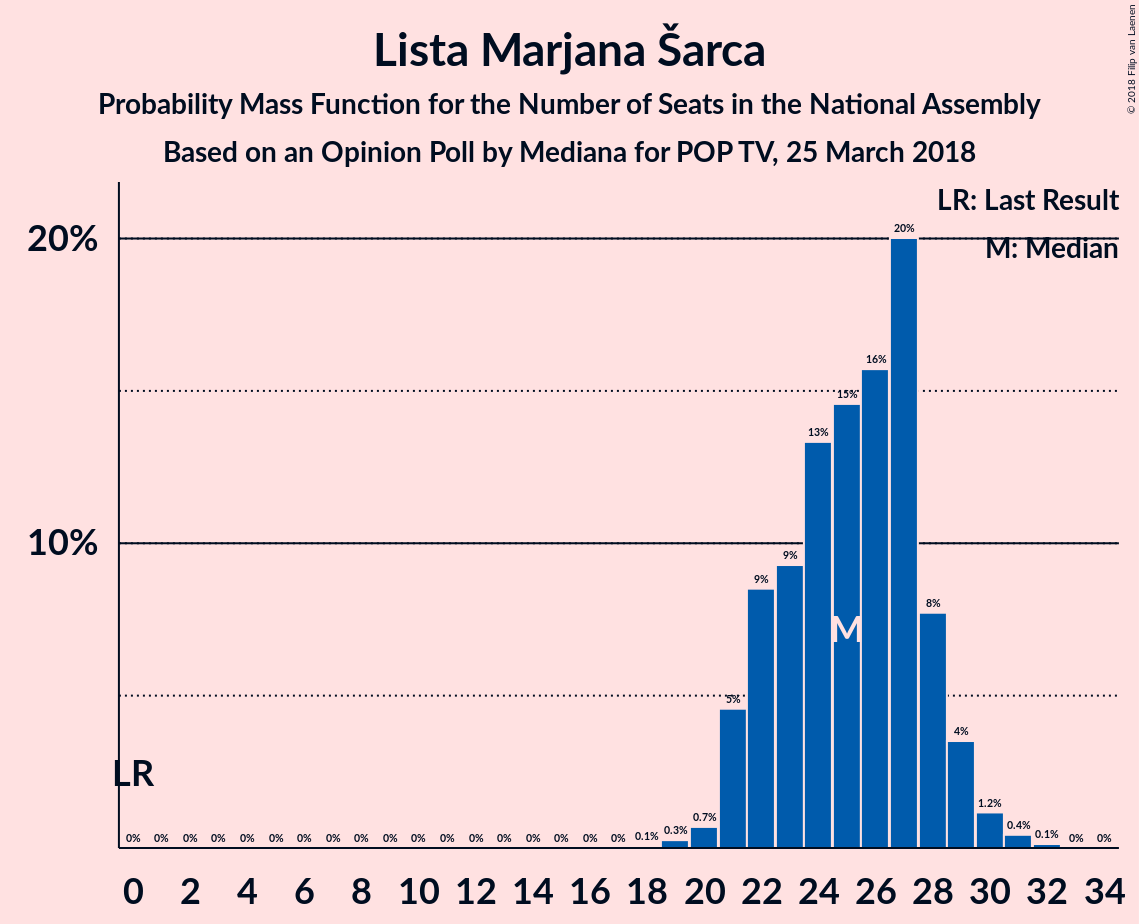 Lista Marjana Šarca
Probability Mass Function for the Number of Seats in the National Assembly
Based on an Opinion Poll by Mediana for POP TV, 25 March 2018
© 2018 Filip van Laenen
LR: Last Result
M: Median
20%
10%
20%
16%
15%
13%
9%
9%
8%
5%
4%
M
LR
0% 0% 0% 0% 0% 0% 0% 0% 0% 0% 0% 0% 0% 0% 0% 0% 0% 0% 0.1% 0.3% 0.7% 1.2% 0.4% 0.1% 0% 0%
0 2 4 6 8 10 12 14 16 18 20 22 24 26 28 30 32 34